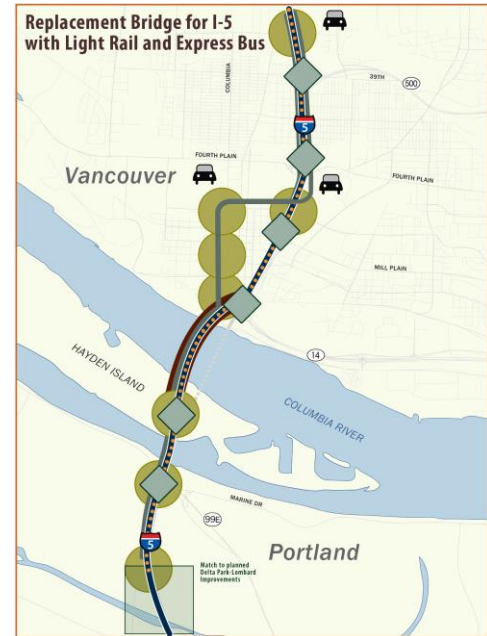 Replacement Bridge for I-5
with Light Rail and Express Bus
COLUMBIA
39TH
500
5
FOURTH PLAIN
Vancouver
FOURTH PLAIN
MILL PLAIN
14
HAYDEN ISLAND
COLUMBIA RIVER
MARINE DR
99E
5
Portland
Match to planned
Delta Park-Lombard
Improvements